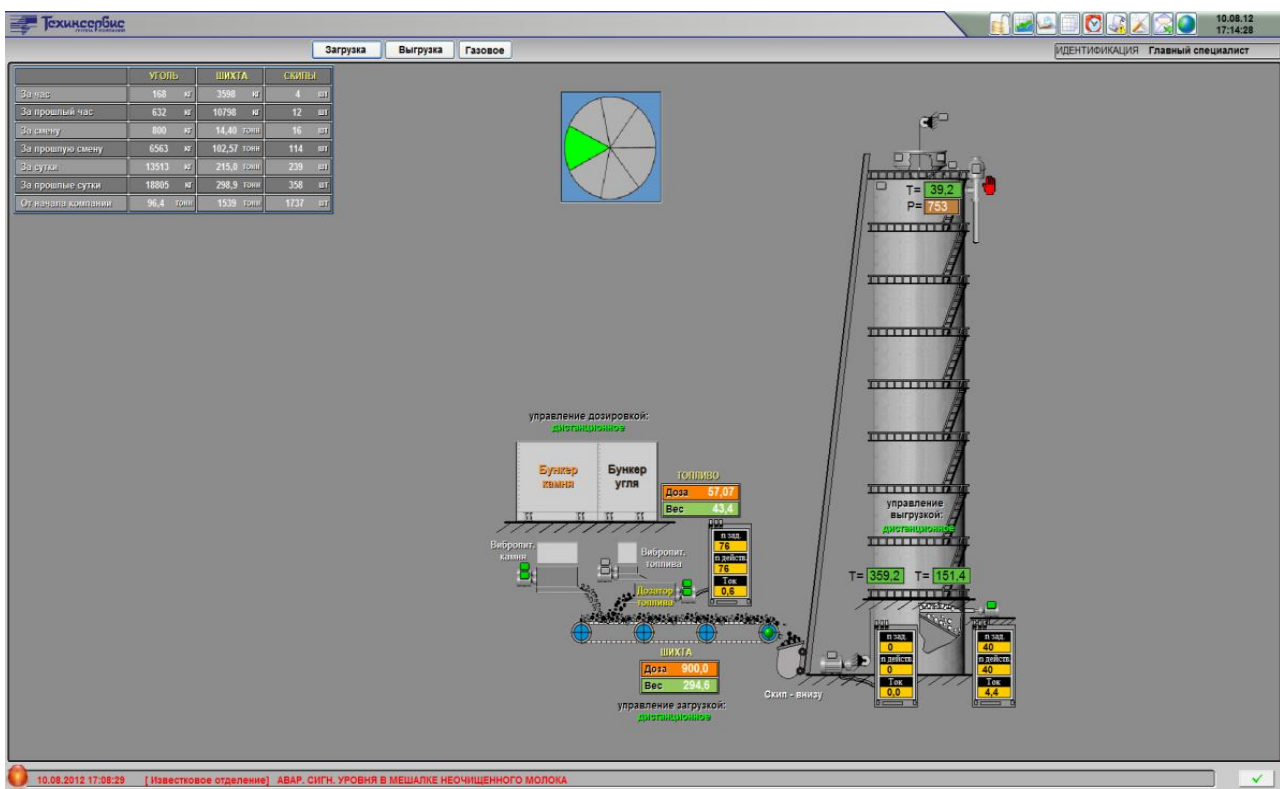 Техинсервис
ГРУППА КОМПАНИЙ
10.08.12
17:14:28
Загрузка Выгрузка Газовое
ИДЕНТИФИКАЦИЯ Главный специалист
УГОЛЬ ШИХТА СКИПЫ
За час 168 кг 3598 кг 4 шт
За прошлый час 632 кг 10798 кг 12 шт
За смену 800 кг 14,40 тонн 16 шт
За прошлую смену 6563 кг 102,57 тонн 114 шт
За сутки 13513 кг 215,0 тонн 239 шт
За прошлые сутки 18805 кг 298,9 тонн 358 шт
От начала компании 96,4 тонн 1539 тонн 1737 шт
T= 39,2
P= 753
управление дозировкой:
дистанционное
Бункер
камня
Бункер
угля
ТОПЛИВО
Доза 57,07
Вес 43,4
управление
выгрузкой:
дистанционное
Вибропит.
камня
Вибропит.
топлива
Дозатор
топлива
n зад.
76
n действ.
76
Ток
0,6
T= 359,2 T= 151,4
ШИХТА
Доза 900,0
Вес 294,6
управление загрузкой:
дистанционное
Скип - внизу
n зад.
0
n действ.
0
Ток
0,0
n зад.
40
n действ.
40
Ток
4,4
10.08.2012 17:08:29 [ Известковое отделение] АВАР. СИГН. УРОВНЯ В МЕШАЛКЕ НЕОЧИЩЕННОГО МОЛОКА